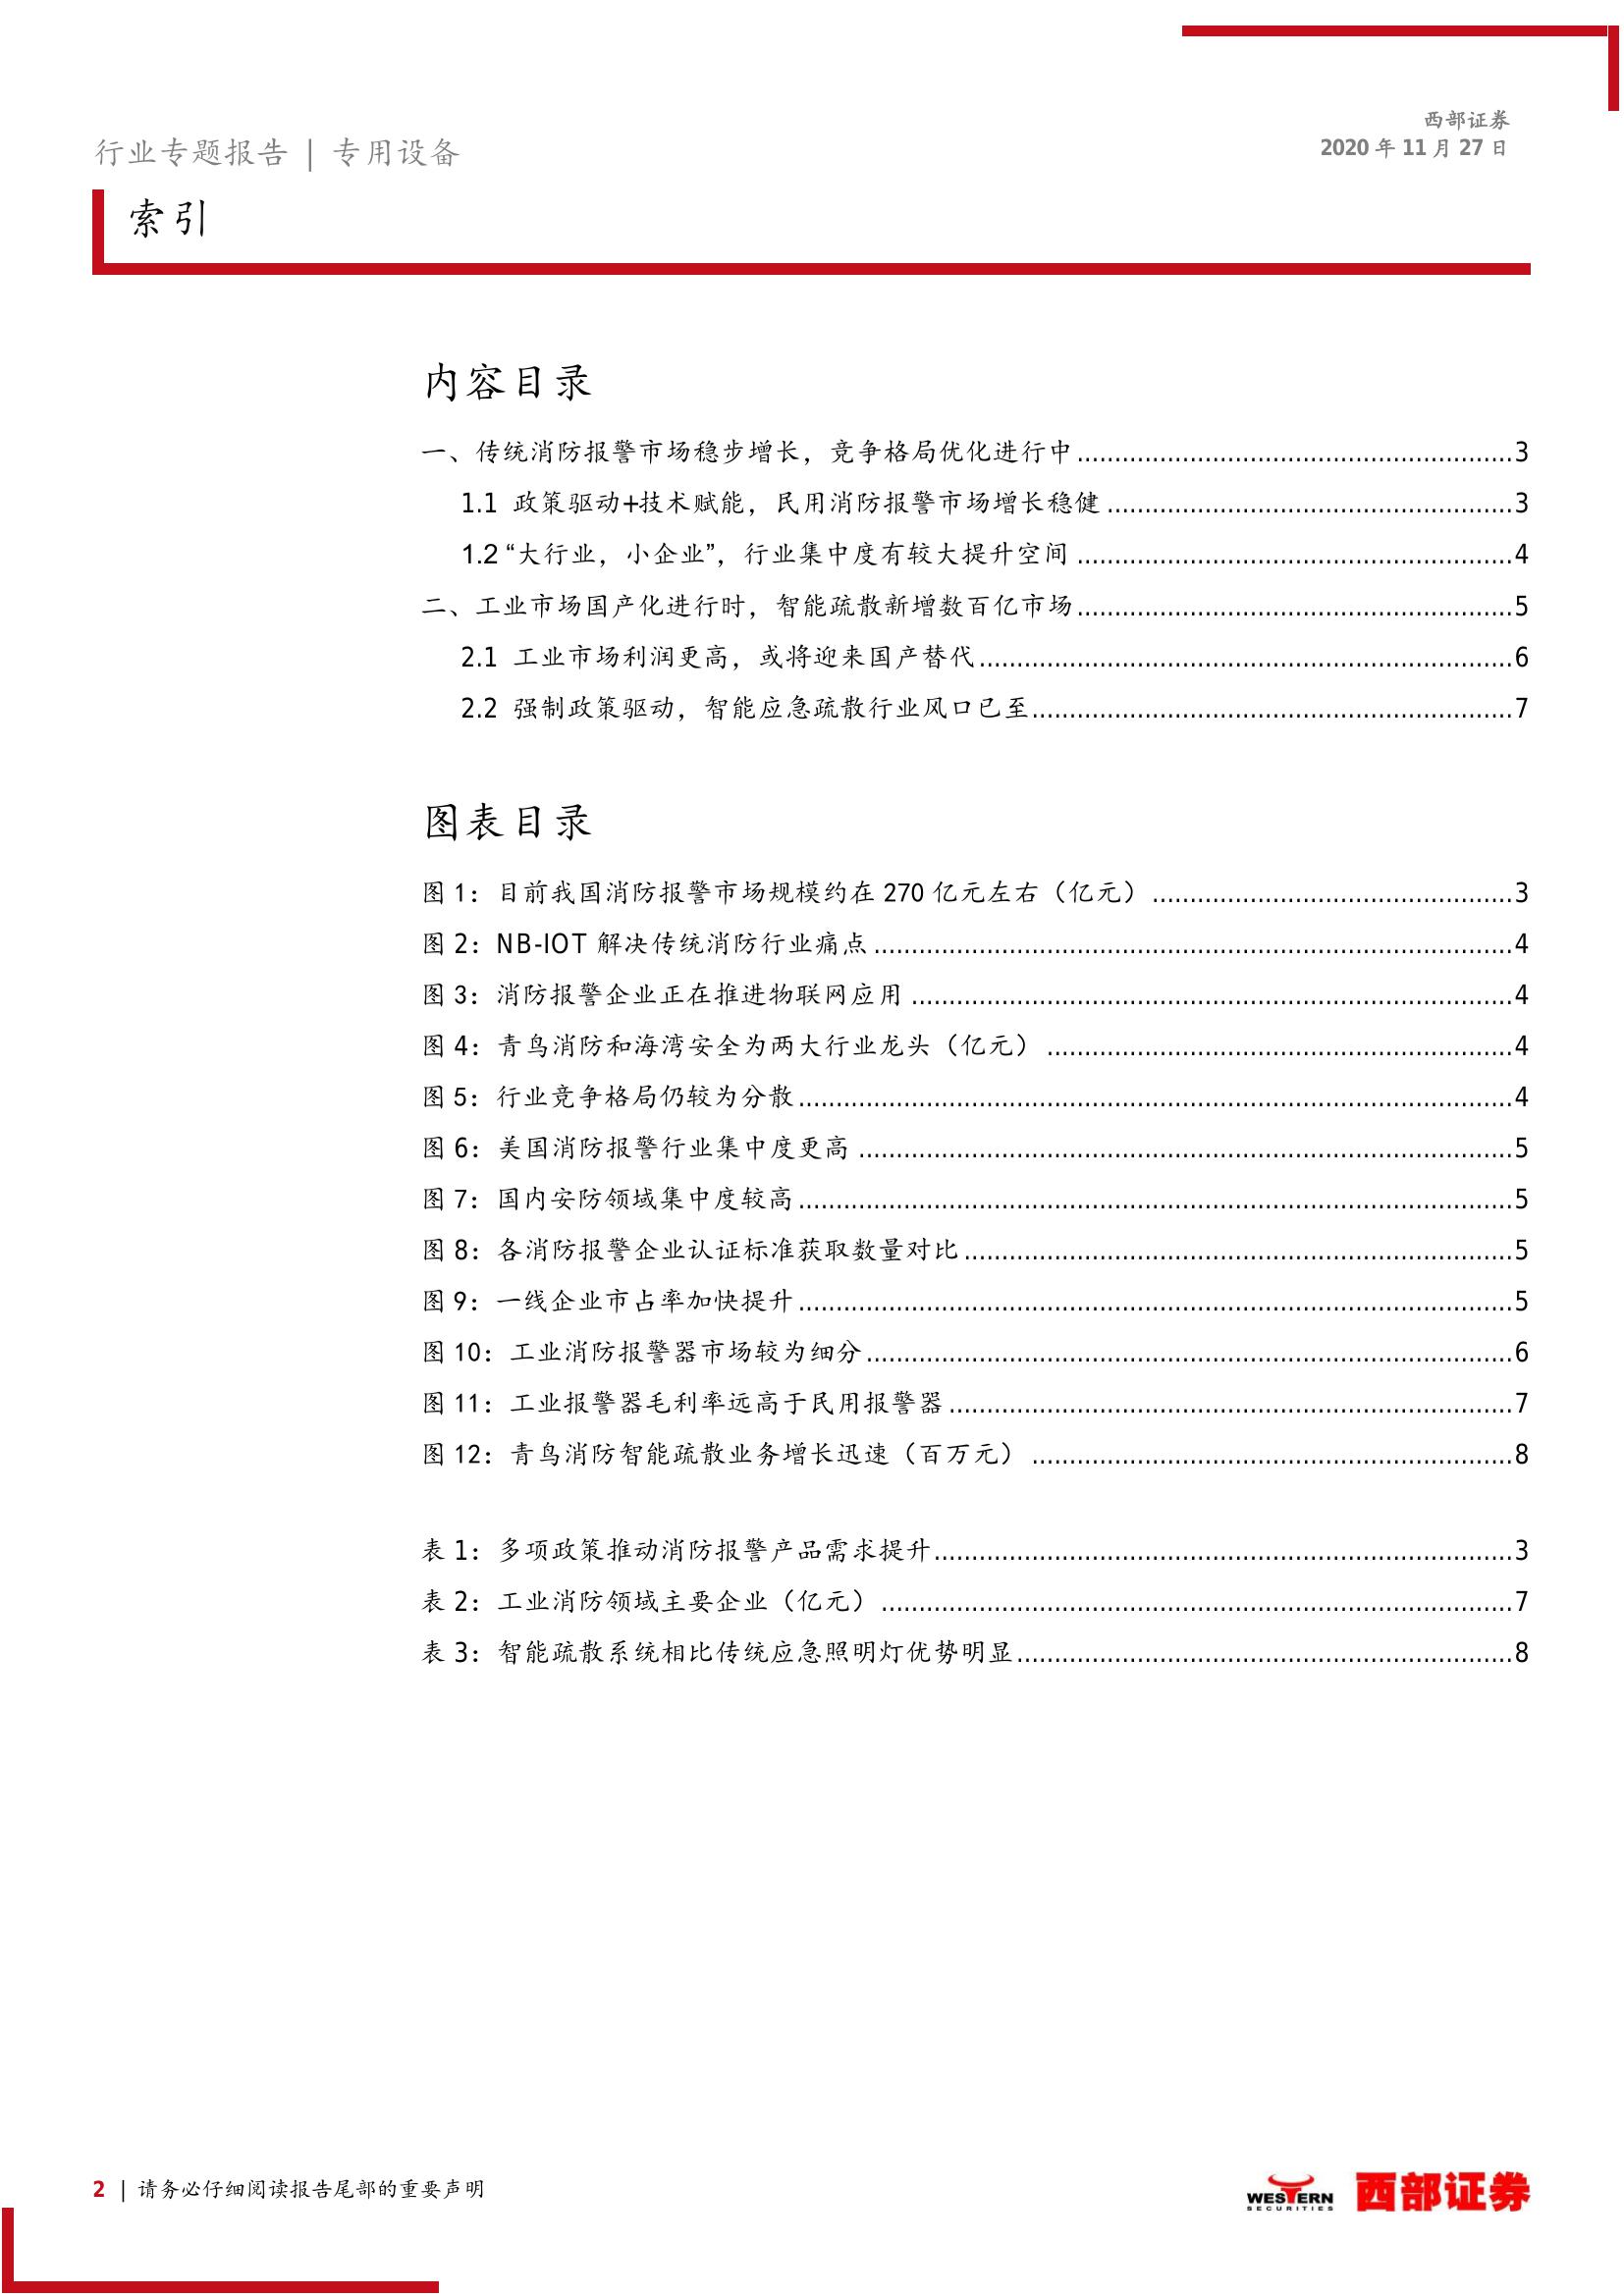 西部证券
行业专题报告 | 专用设备
2020 年 11 月 27 日
索引
内容目录
一、传统消防报警市场稳步增长，竞争格局优化进行中..........................................................3
1.1 政策驱动+技术赋能，民用消防报警市场增长稳健......................................................3
1.2 “大行业，小企业”，行业集中度有较大提升空间..........................................................4
二、工业市场国产化进行时，智能疏散新增数百亿市场..........................................................5
2.1 工业市场利润更高，或将迎来国产替代.......................................................................6
2.2 强制政策驱动，智能应急疏散行业风口已至................................................................7
图表目录
图 1：目前我国消防报警市场规模约在 270 亿元左右（亿元）................................................3
图 2：NB-IOT 解决传统消防行业痛点.....................................................................................4
图 3：消防报警企业正在推进物联网应用................................................................................4
图 4：青鸟消防和海湾安全为两大行业龙头（亿元）..............................................................4
图 5：行业竞争格局仍较为分散...............................................................................................4
图 6：美国消防报警行业集中度更高.......................................................................................5
图 7：国内安防领域集中度较高...............................................................................................5
图 8：各消防报警企业认证标准获取数量对比.........................................................................5
图 9：一线企业市占率加快提升...............................................................................................5
图 10：工业消防报警器市场较为细分......................................................................................6
图 11：工业报警器毛利率远高于民用报警器...........................................................................7
图 12：青鸟消防智能疏散业务增长迅速（百万元）................................................................8
表 1：多项政策推动消防报警产品需求提升.............................................................................3
表 2：工业消防领域主要企业（亿元）....................................................................................7
表 3：智能疏散系统相比传统应急照明灯优势明显..................................................................8
2 | 请务必仔细阅读报告尾部的重要声明
WESTERN
SECURITIES
西部证券